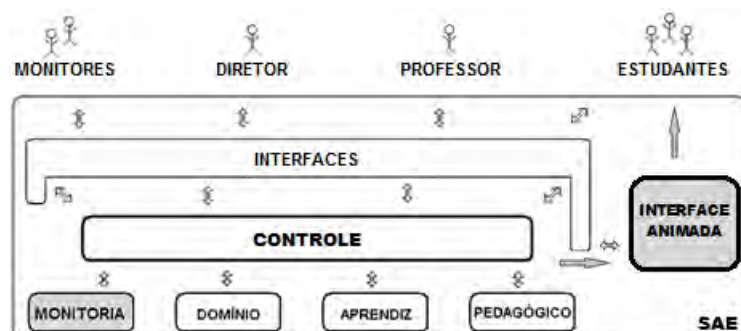 MONITORES
DIRETOR
PROFESSOR
ESTUDANTES
INTERFACES
CONTROLE
INTERFACE
ANIMADA
MONITORIA
DOMÍNIO
APRENDIZ
PEDAGÓGICO
SAE